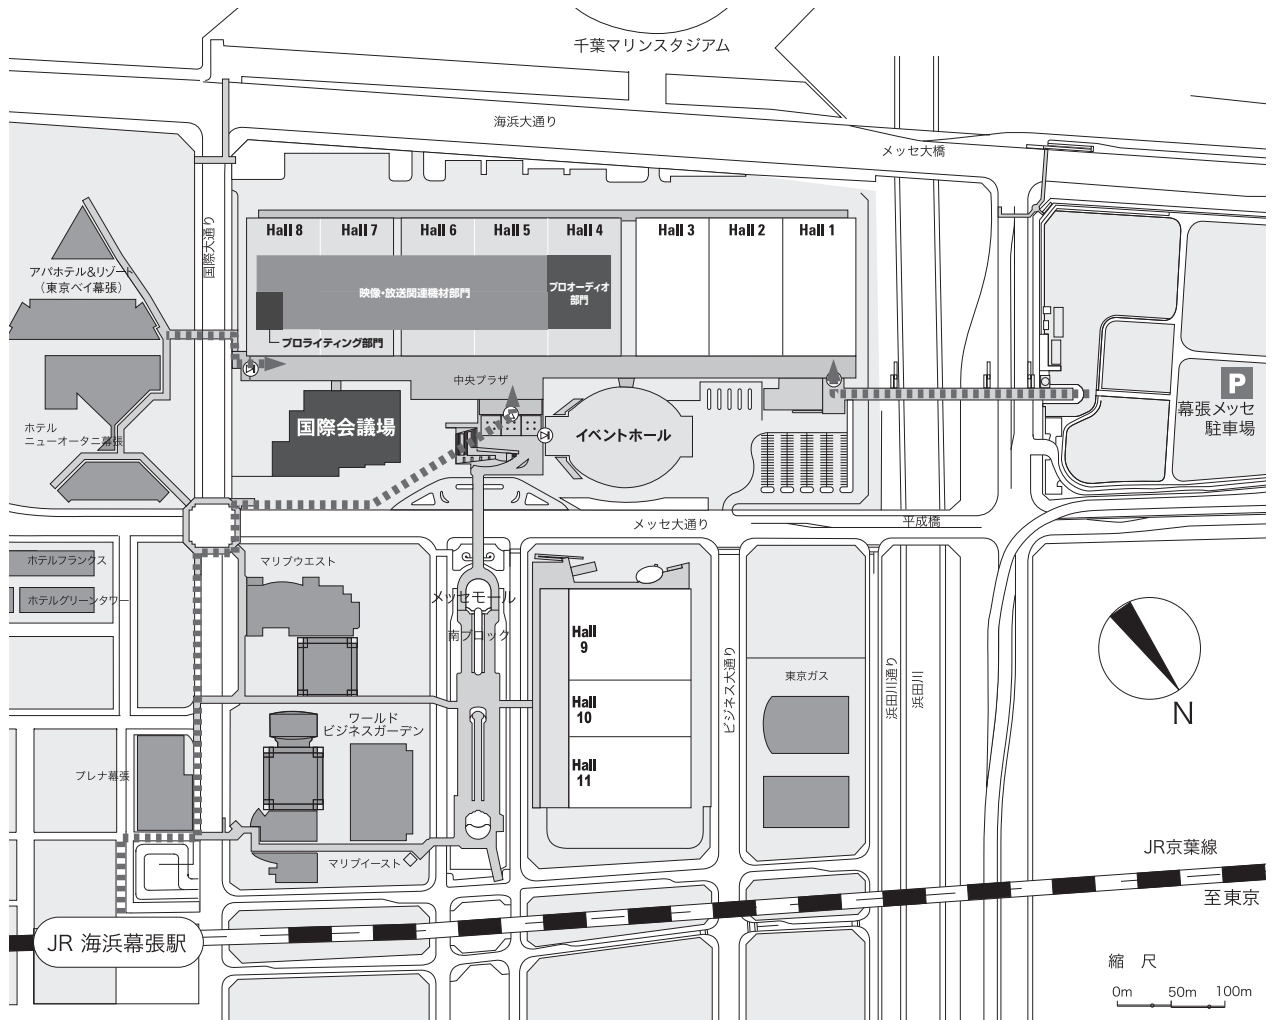 千葉マリンスタジアム
海浜大通り
メッセ大橋
国際大通り
Hall 8
Hall 7
Hall 6
Hall 5
Hall 4
Hall 3
Hall 2
Hall 1
アパホテル&リゾート
(東京ベイ幕張)
映像・放送関連機材部門
プロオーディオ
部門
プロライティング部門
中央プラザ
P
幕張メッセ
駐車場
ホテル
ニューオータニ幕張
国際会議場
イベントホール
メッセ大通り
平成橋
ホテルフランクス
ホテルグリーンタワー
マリブウエスト
メッセモール
南ブロック
Hall
9
Hall
10
Hall
11
ビジネス大通り
東京ガス
浜田川通り
浜田川
N
ワールド
ビジネスガーデン
プレナ幕張
マリブイースト
JR京葉線
至東京
JR 海浜幕張駅
縮 尺
0m 50m 100m